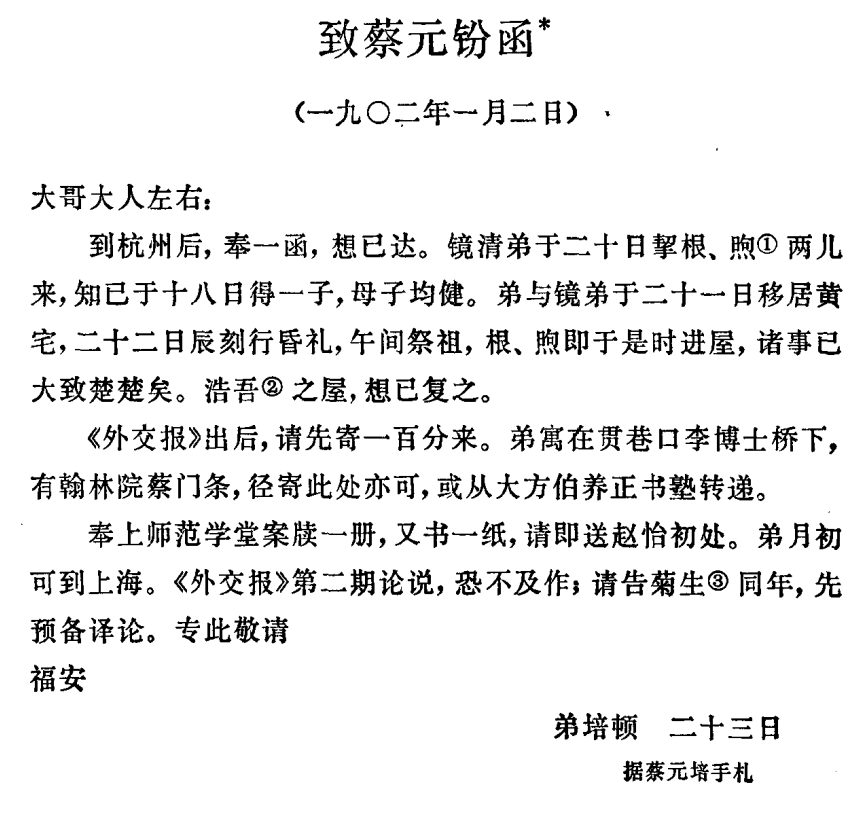 致蔡元钫函*
(一九〇二年一月二日)
大哥大人左右:
到杭州后,奉一函,想已达。镜清弟于二十日挈根、煦①两儿
来,知已于十八日得一子,母子均健。弟与镜弟于二十一日移居黄
宅,二十二日辰刻行昏礼,午间祭祖,根、煦即于是时进屋,诸事已
大致楚楚矣。浩吾②之屋,想已复之。
《外交报》出后,请先寄一百分来。弟寓在贯巷口李博士桥下,
有翰林院蔡门条,径寄此处亦可,或从大方伯养正书塾转递。
奉上师范学堂案牍一册,又书一纸,请即送赵怡初处。弟月初
可到上海。《外交报》第二期论说,恐不及作;请告菊生③同年,先
预备译论。专此敬请
福安
弟培顿 二十三日
据蔡元培手札